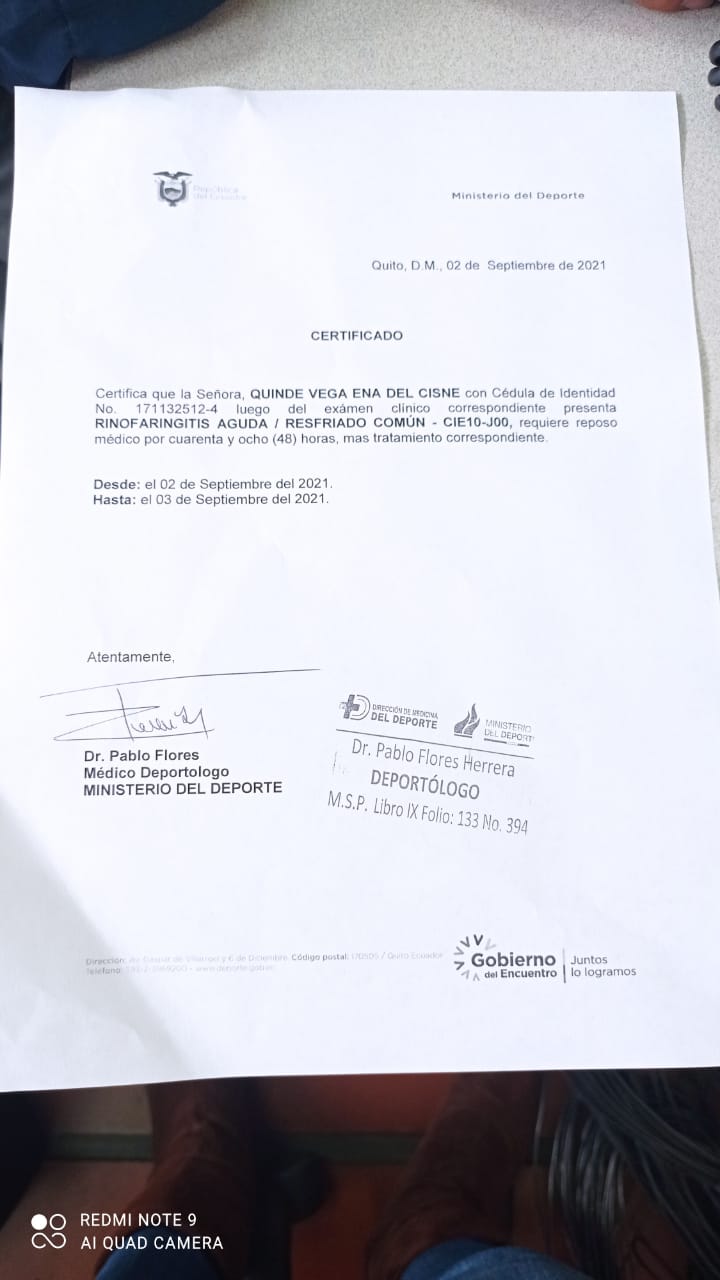 República
del Ecuador
Ministerio del Deporte
Quito, D.M., 02 de Septiembre de 2021
CERTIFICADO
Certifica que la Señora, QUINDE VEGA ENA DEL CISNE con Cédula de Identidad
No. 171132512-4 luego del exámen clínico correspondiente presenta
RINOFARINGITIS AGUDA / RESFRIADO COMÚN - CIE10-J00, requiere reposo
médico por cuarenta y ocho (48) horas, mas tratamiento correspondiente.
Desde: el 02 de Septiembre del 2021.
Hasta: el 03 de Septiembre del 2021.
Atentamente,
Dr. Pablo Flores
Médico Deportologo
MINISTERIO DEL DEPORTE
DIRECCIÓN DE MEDICINA
DEL DEPORTE
MINISTERIO
DEL DEPORT
Dr. Pablo Flores Herrera
DEPORTÓLOGO
M.S.P. Libro IX Folio: 133 No. 394
Dirección: Av. Gaspar de Villarroel y 6 de Diciembre. Código postal: 170505 / Quito Ecuador
Teléfono: www.deporte.gob.ec
Gobierno
del Encuentro
Juntos
lo logramos
REDMI NOTE 9
AI QUAD CAMERA